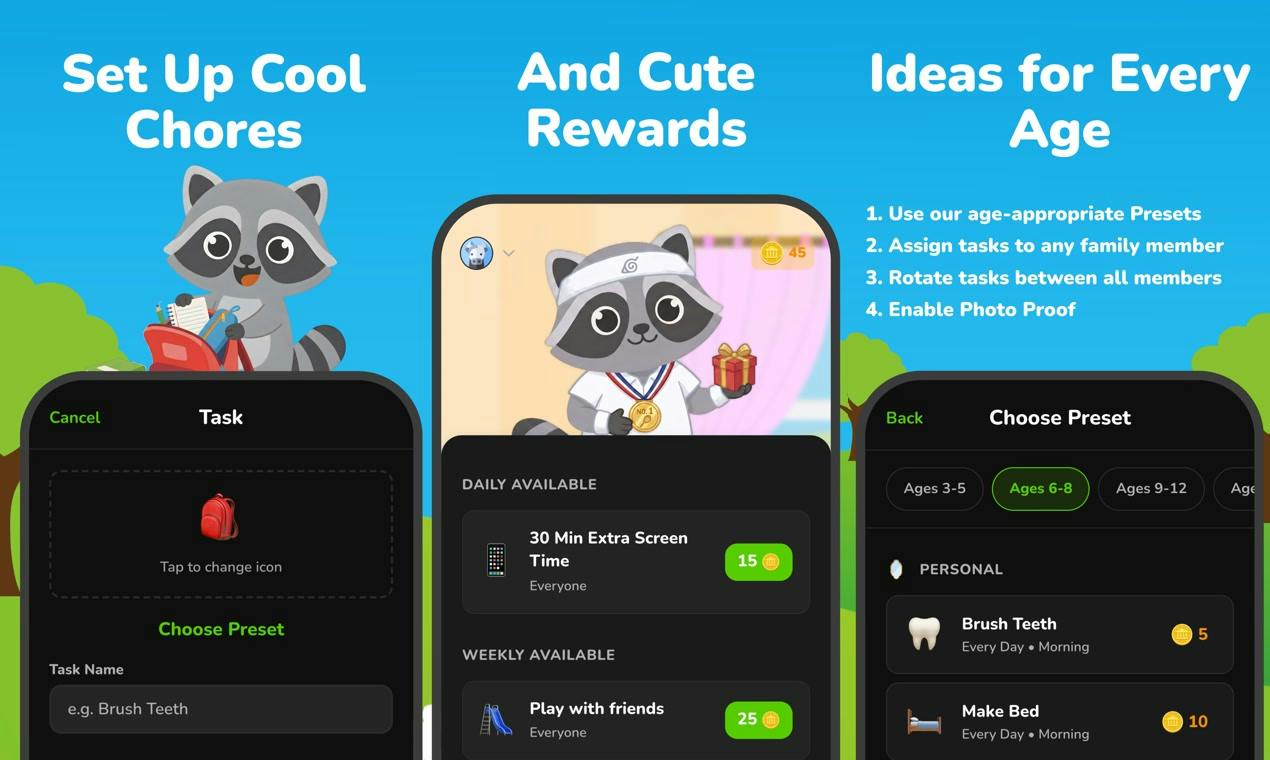 Set Up Cool
Chores
Cancel
Task
Tap to change icon
Choose Preset
Task Name
e.g. Brush Teeth
And Cute
Rewards
45
NO.1
DAILY AVAILABLE
30 Min Extra Screen
Time
Everyone
15
WEEKLY AVAILABLE
Play with friends
Everyone
25
Ideas for Every
Age
1. Use our age-appropriate Presets
2. Assign tasks to any family member
3. Rotate tasks between all members
4. Enable Photo Proof
Back
Choose Preset
Ages 3-5
Ages 6-8
Ages 9-12
Age
PERSONAL
Brush Teeth
Every Day • Morning
5
Make Bed
Every Day • Morning
10